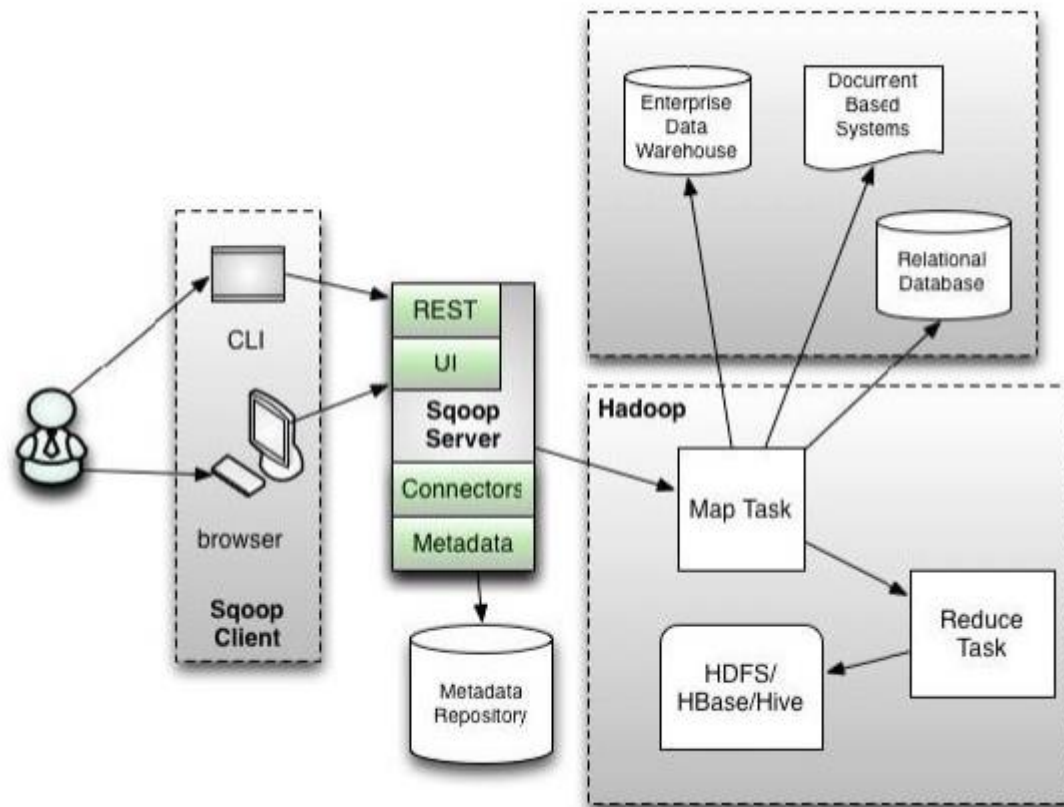 Enterprise
Data
Warehouse
Document
Based
Systems
Relational
Database
CLI
browser
Sqoop
Client
REST
UI
Sqoop
Server
Connectors
Metadata
Metadata
Repository
Hadoop
Map Task
Reduce
Task
HDFS/
HBase/Hive